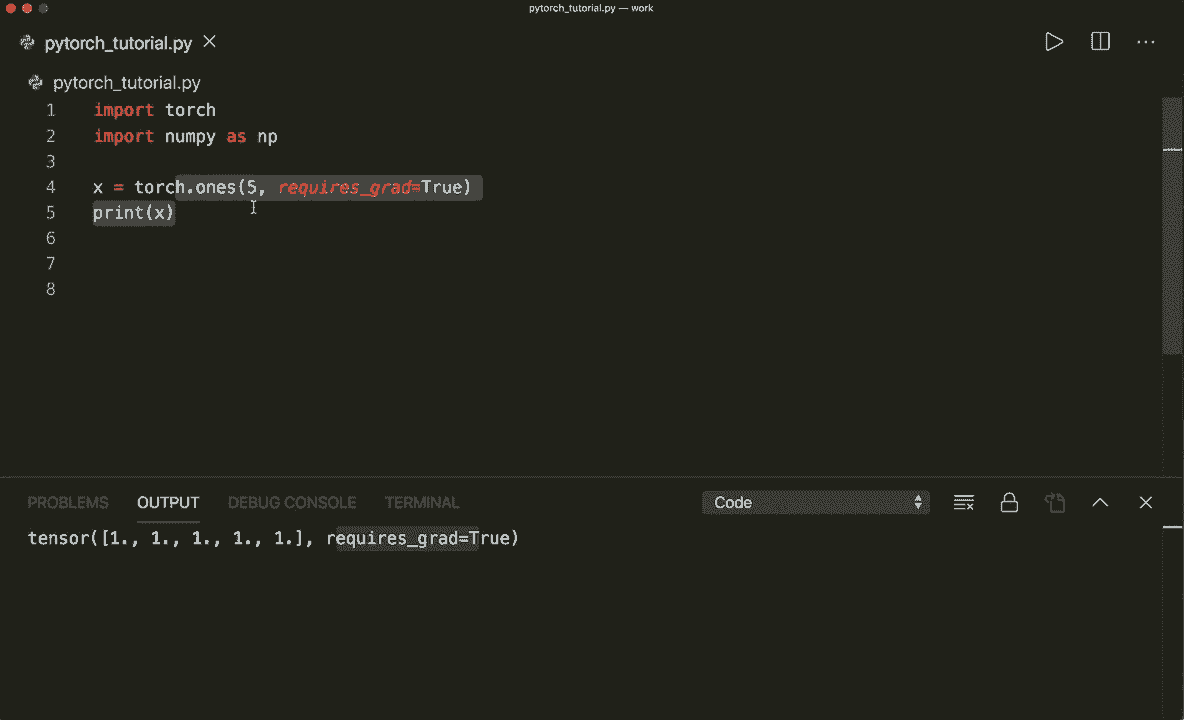 pytorch_tutorial.py — work
pytorch_tutorial.py
pytorch_tutorial.py
1 import torch
2 import numpy as np
3
4 x = torch.ones(5, requires_grad=True)
5 print(x)
6
7
8
PROBLEMS OUTPUT DEBUG CONSOLE TERMINAL Code
tensor([1., 1., 1., 1., 1.], requires_grad=True)